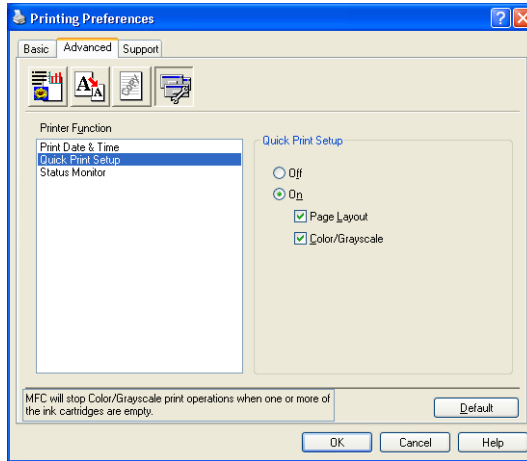 Printing Preferences
Basic Advanced Support
Printer Function
Print Date & Time
Quick Print Setup
Status Monitor
Quick Print Setup
Off
On
Page Layout
Color/Grayscale
MFC will stop Color/Grayscale print operations when one or more of
the ink cartridges are empty.
Default
OK Cancel Help